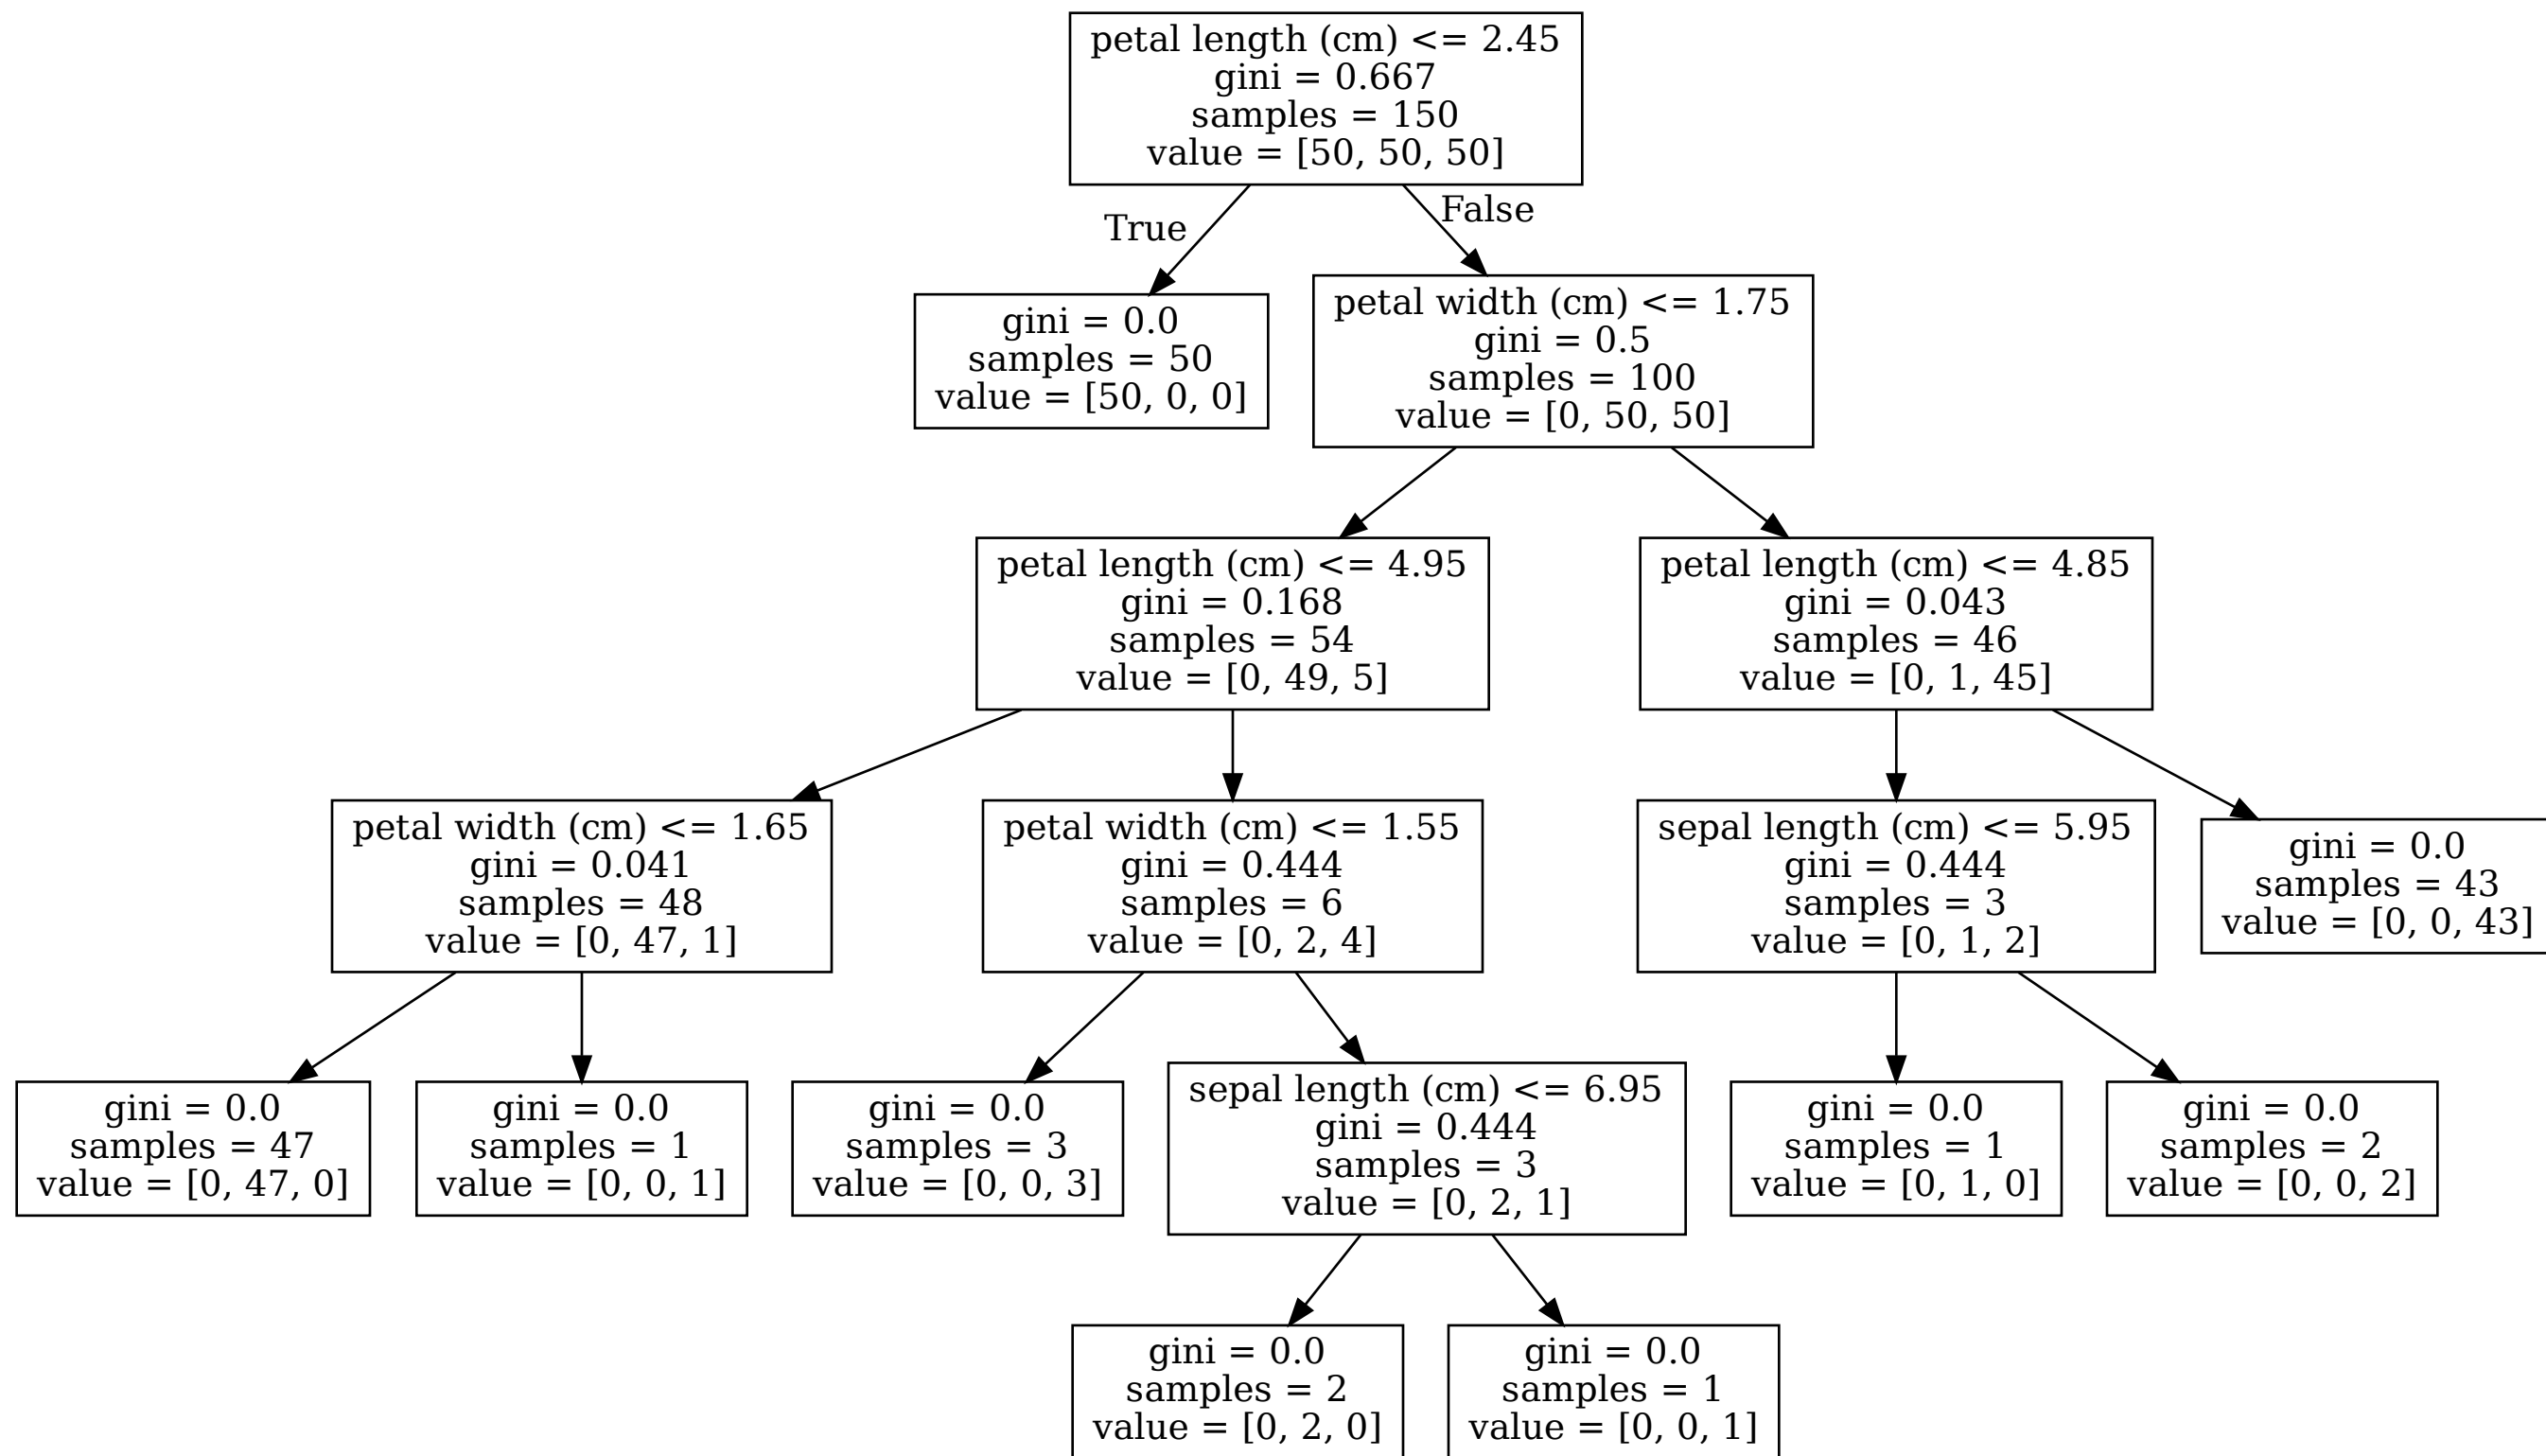 petal length (cm) <= 2.45
gini = 0.667
samples = 150
value = [50, 50, 50]
True
False
gini = 0.0
samples = 50
value = [50, 0, 0]
petal width (cm) <= 1.75
gini = 0.5
samples = 100
value = [0, 50, 50]
petal length (cm) <= 4.95
gini = 0.168
samples = 54
value = [0, 49, 5]
petal length (cm) <= 4.85
gini = 0.043
samples = 46
value = [0, 1, 45]
petal width (cm) <= 1.65
gini = 0.041
samples = 48
value = [0, 47, 1]
petal width (cm) <= 1.55
gini = 0.444
samples = 6
value = [0, 2, 4]
sepal length (cm) <= 5.95
gini = 0.444
samples = 3
value = [0, 1, 2]
gini = 0.0
samples = 43
value = [0, 0, 43]
gini = 0.0
samples = 47
value = [0, 47, 0]
gini = 0.0
samples = 1
value = [0, 0, 1]
gini = 0.0
samples = 3
value = [0, 0, 3]
sepal length (cm) <= 6.95
gini = 0.444
samples = 3
value = [0, 2, 1]
gini = 0.0
samples = 1
value = [0, 1, 0]
gini = 0.0
samples = 2
value = [0, 0, 2]
gini = 0.0
samples = 2
value = [0, 2, 0]
gini = 0.0
samples = 1
value = [0, 0, 1]